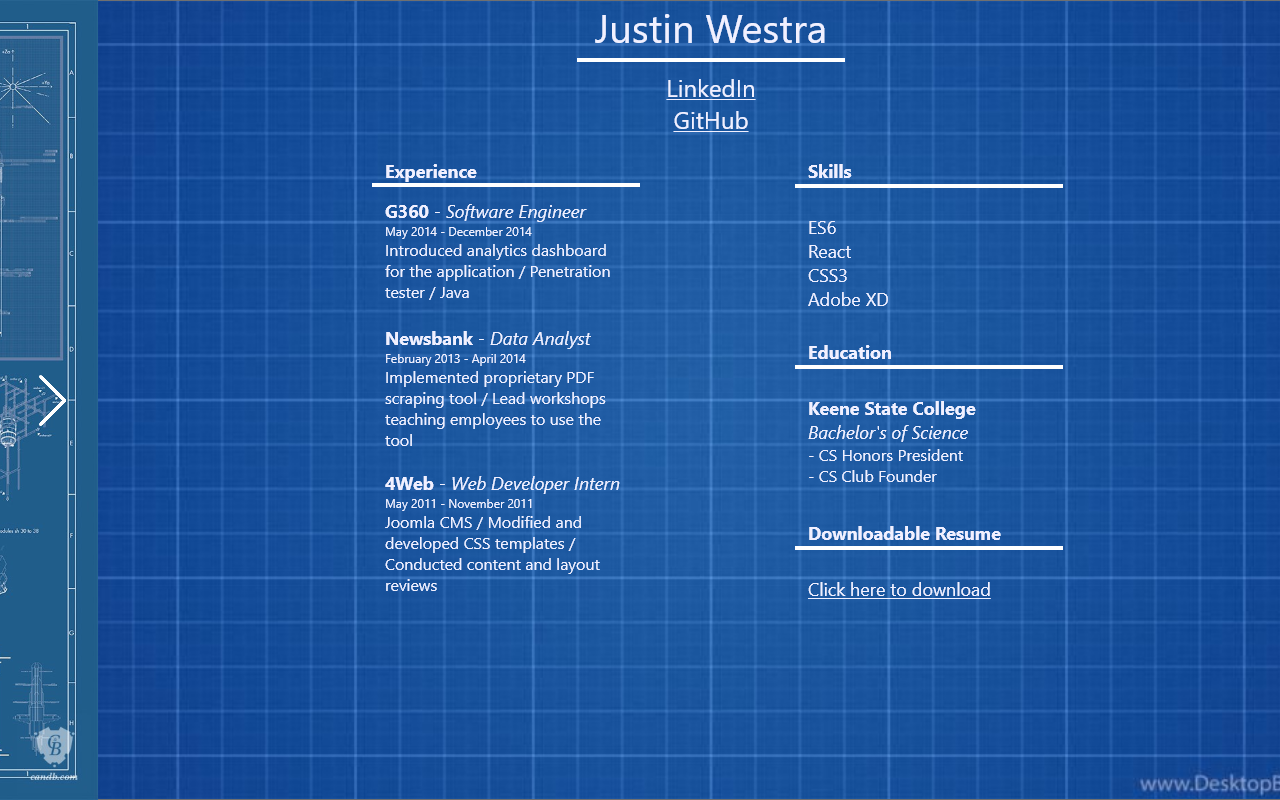 Justin Westra
LinkedIn
GitHub
Experience
G360 - Software Engineer
May 2014 - December 2014
Introduced analytics dashboard
for the application / Penetration
tester / Java
Newsbank - Data Analyst
February 2013 - April 2014
Implemented proprietary PDF
scraping tool / Lead workshops
teaching employees to use the
tool
4Web - Web Developer Intern
May 2011 - November 2011
Joomla CMS / Modified and
developed CSS templates /
Conducted content and layout
reviews
Skills
ES6
React
CSS3
Adobe XD
Education
Keene State College
Bachelor's of Science
- CS Honors President
- CS Club Founder
Downloadable Resume
Click here to download
A
B
C
D
E
F
G
H
CB
candb.com
www.DesktopB